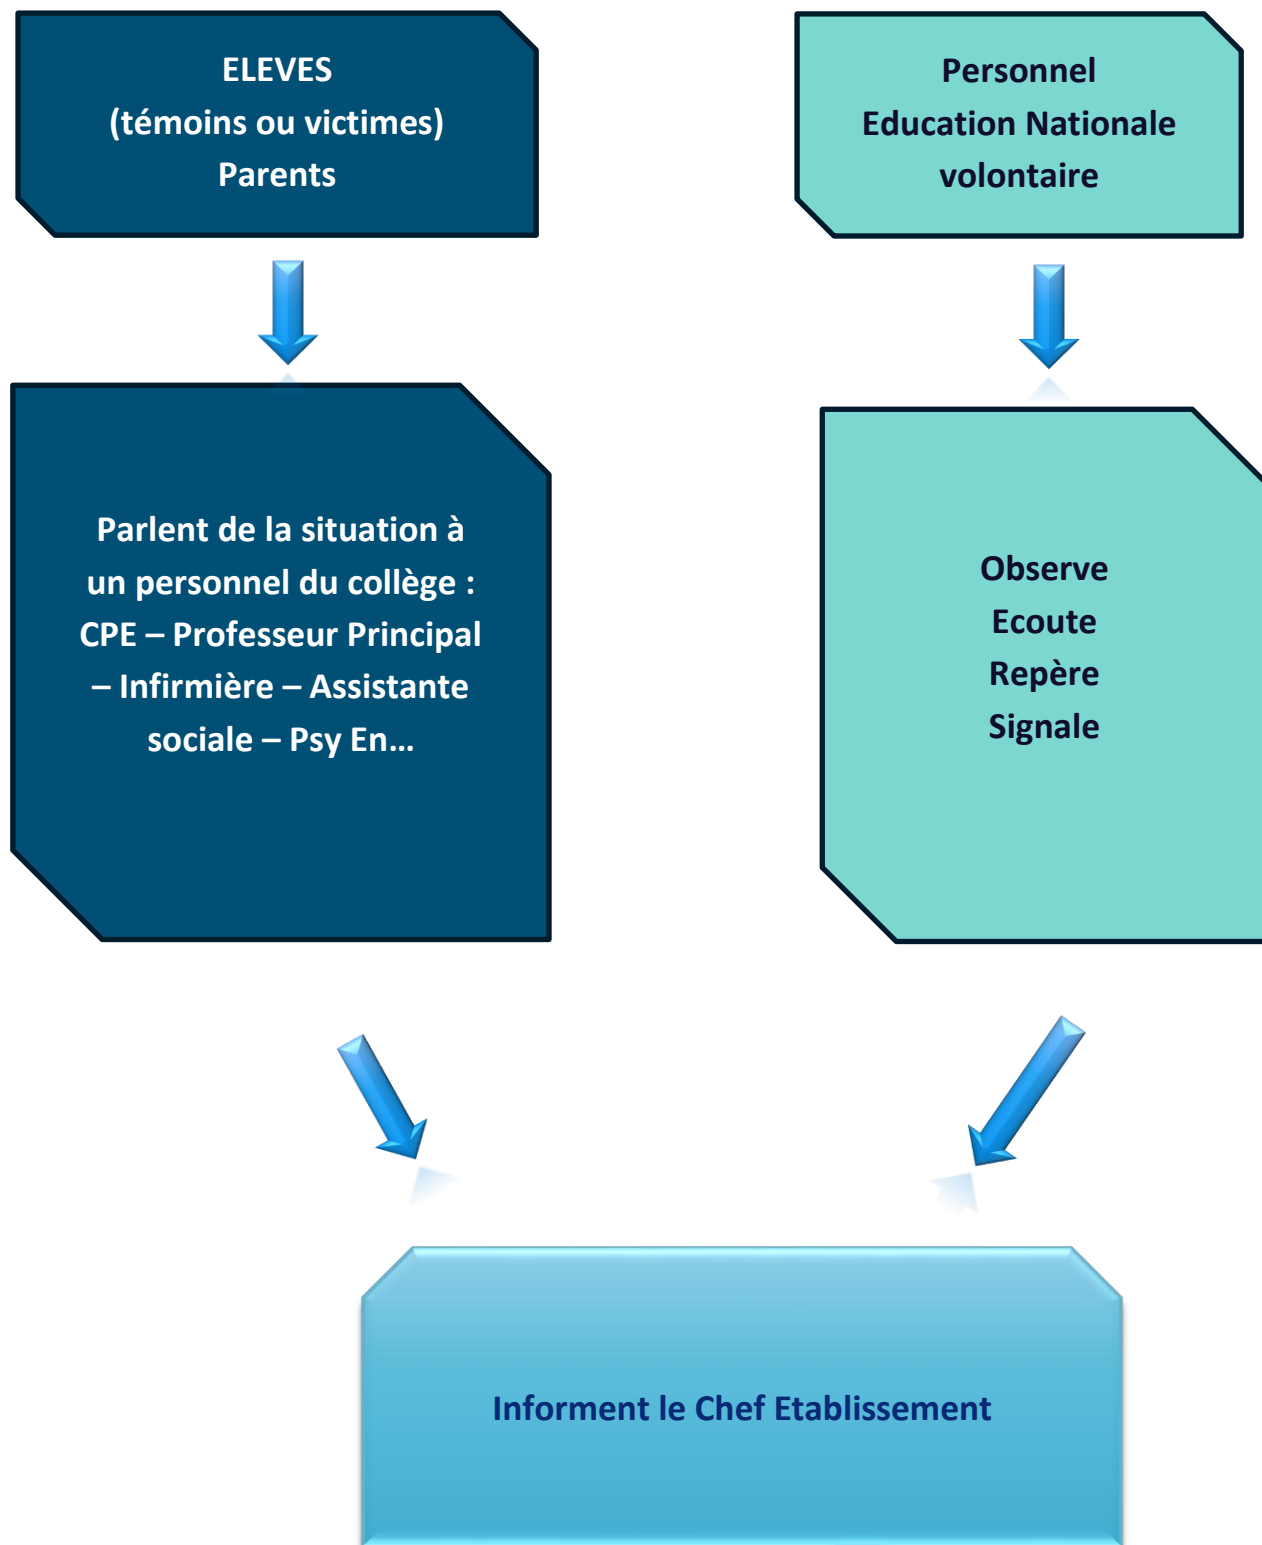 ELEVES
(témoins ou victimes)
Parents
Personnel
Education Nationale
volontaire
Parlent de la situation à
un personnel du collège :
CPE – Professeur Principal
– Infirmière – Assistante
sociale – Psy En…
Observe
Ecoute
Repère
Signale
Informent le Chef Etablissement